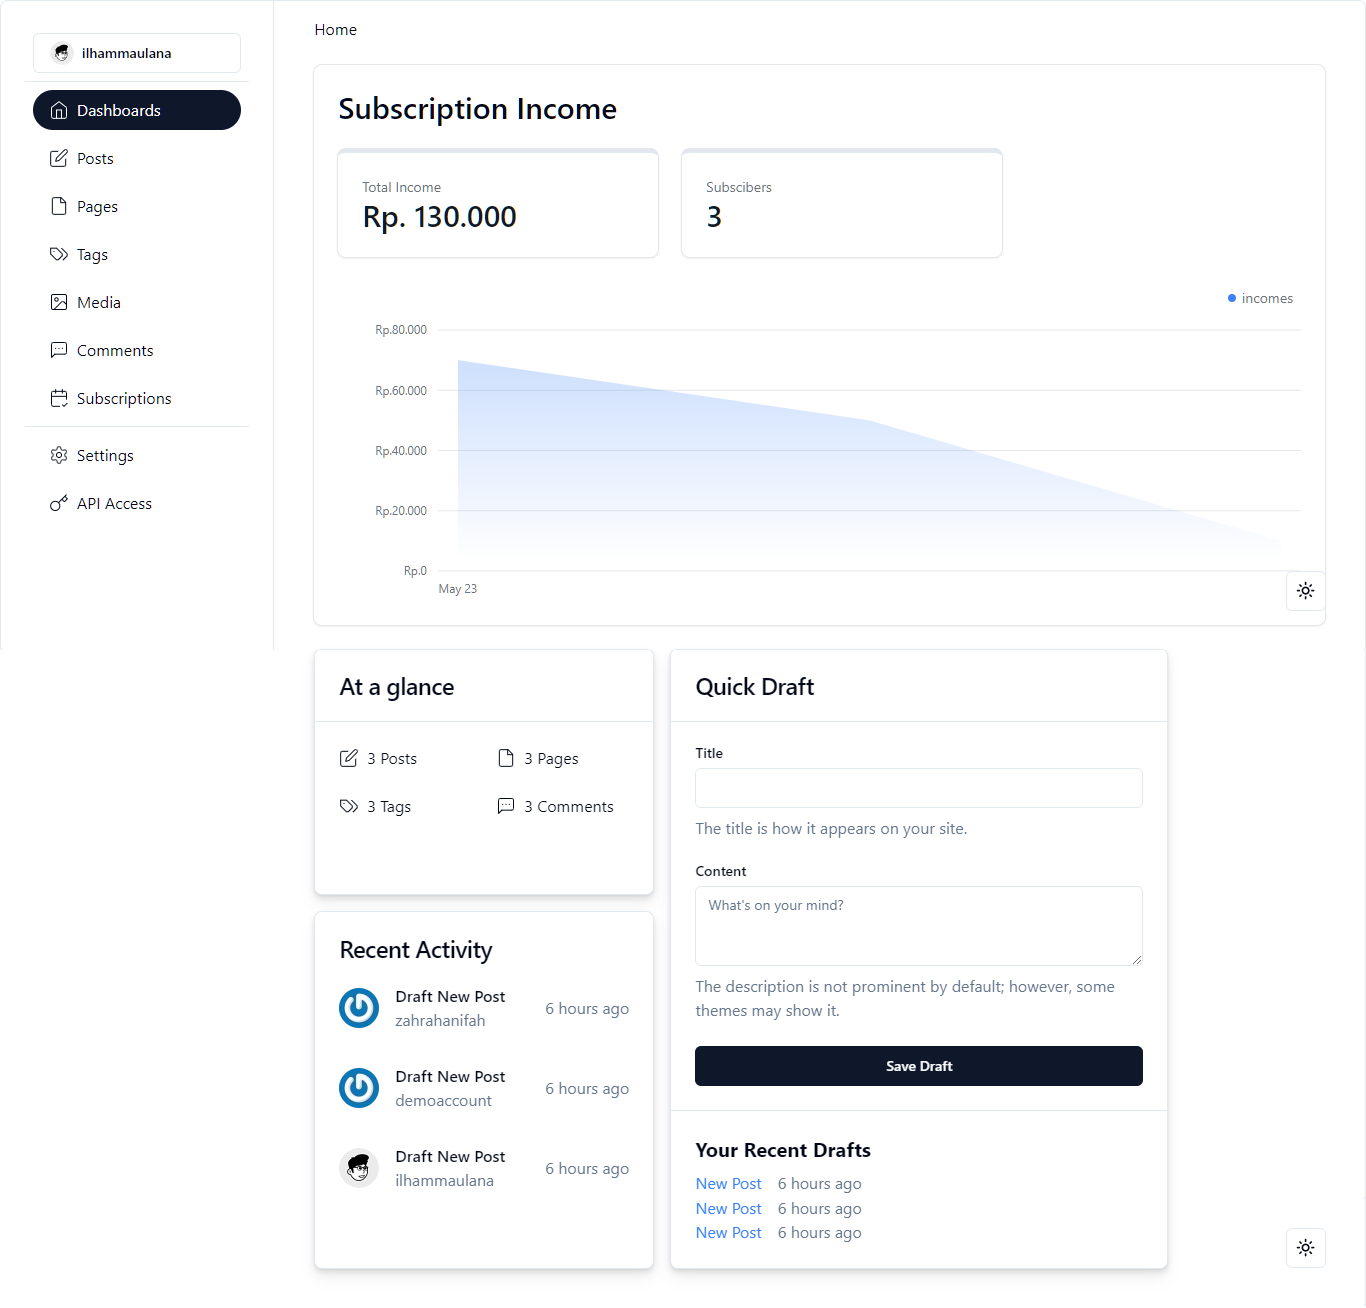 ilhammaulana
Dashboards
Posts
Pages
Tags
Media
Comments
Subscriptions
Settings
API Access
Home
Subscription Income
Total Income
Rp. 130.000
Subscibers
3
incomes
Rp.80.000
Rp.60.000
Rp.40.000
Rp.20.000
Rp.0
May 23
At a glance
3 Posts
3 Pages
3 Tags
3 Comments
Recent Activity
Draft New Post
zahrahanifah
6 hours ago
Draft New Post
demoaccount
6 hours ago
Draft New Post
ilhammaulana
6 hours ago
Quick Draft
Title
The title is how it appears on your site.
Content
What's on your mind?
The description is not prominent by default; however, some
themes may show it.
Save Draft
Your Recent Drafts
New Post 6 hours ago
New Post 6 hours ago
New Post 6 hours ago